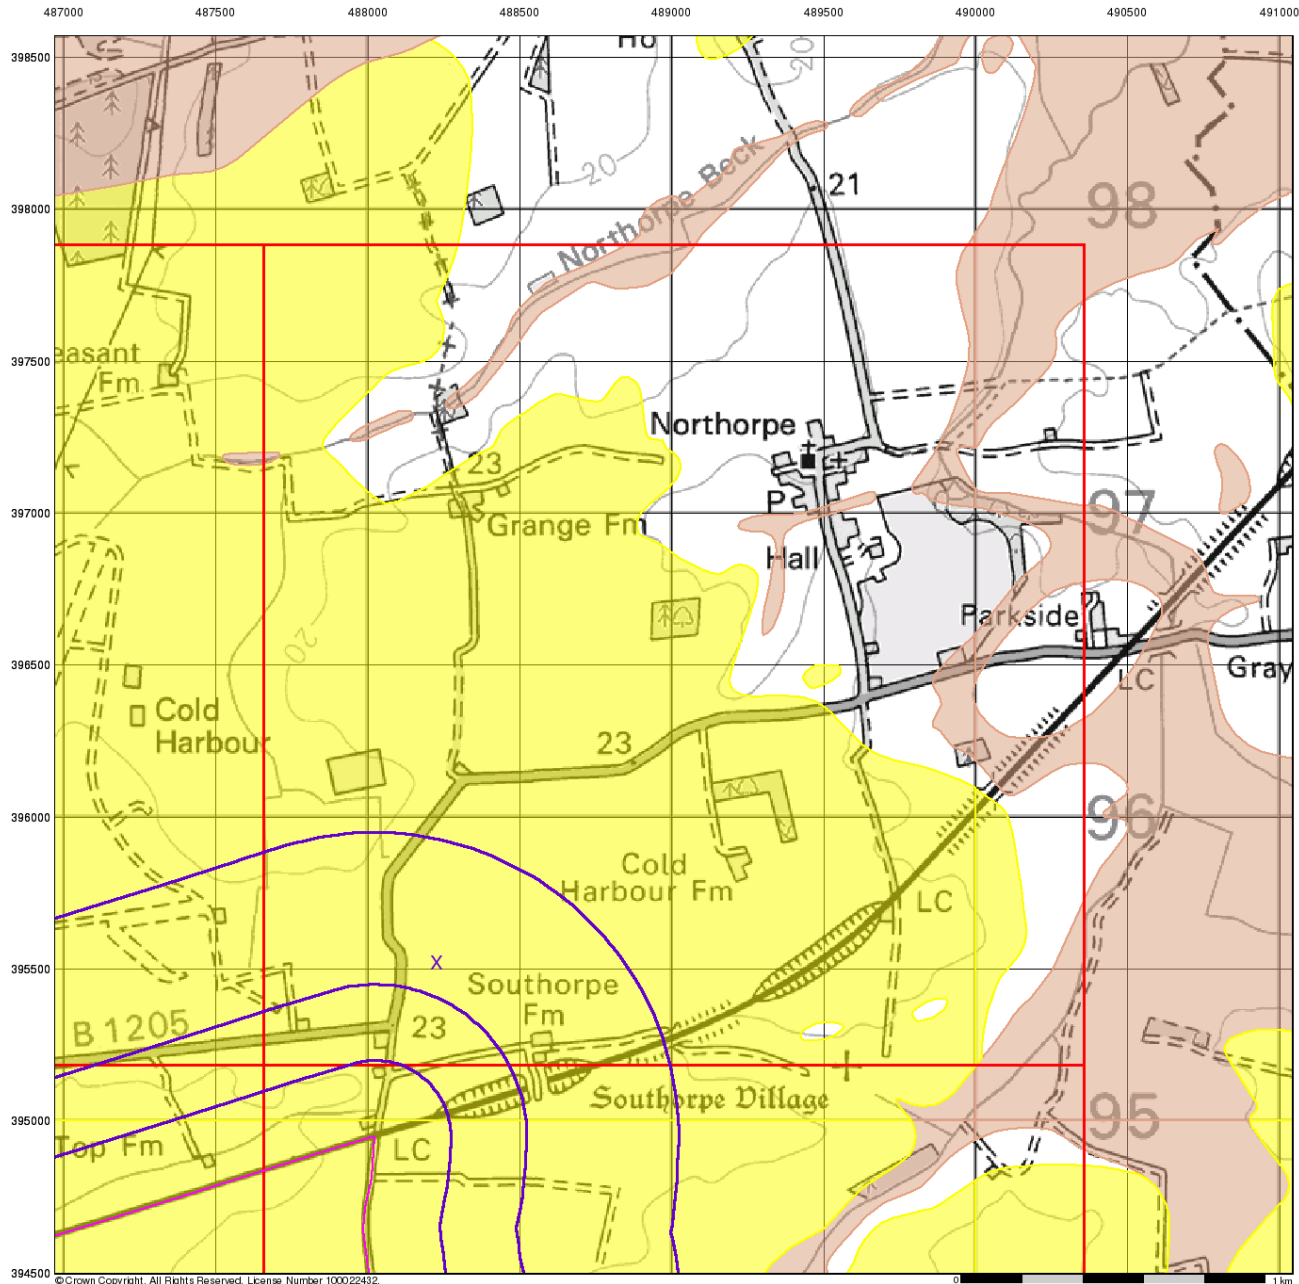 487000 487500 488000 488500 489000 489500 490000 490500 491000
398500
398000
397500
397000
396500
396000
395500
395000
394500
20
20
Northorpe Beck
21
98
easant
Fm
Northorpe
23
P
97
Grange Fm
Hall
Parkside
20
LC
Gray
Cold
Harbour
23
96
Cold
Harbour Fm
LC
X
Southorpe
Fm
B 1205
23
Southorpe Village
95
Top Fm
LC
© Crown Copyright. All Rights Reserved. License Number 100022432.
0 1 km